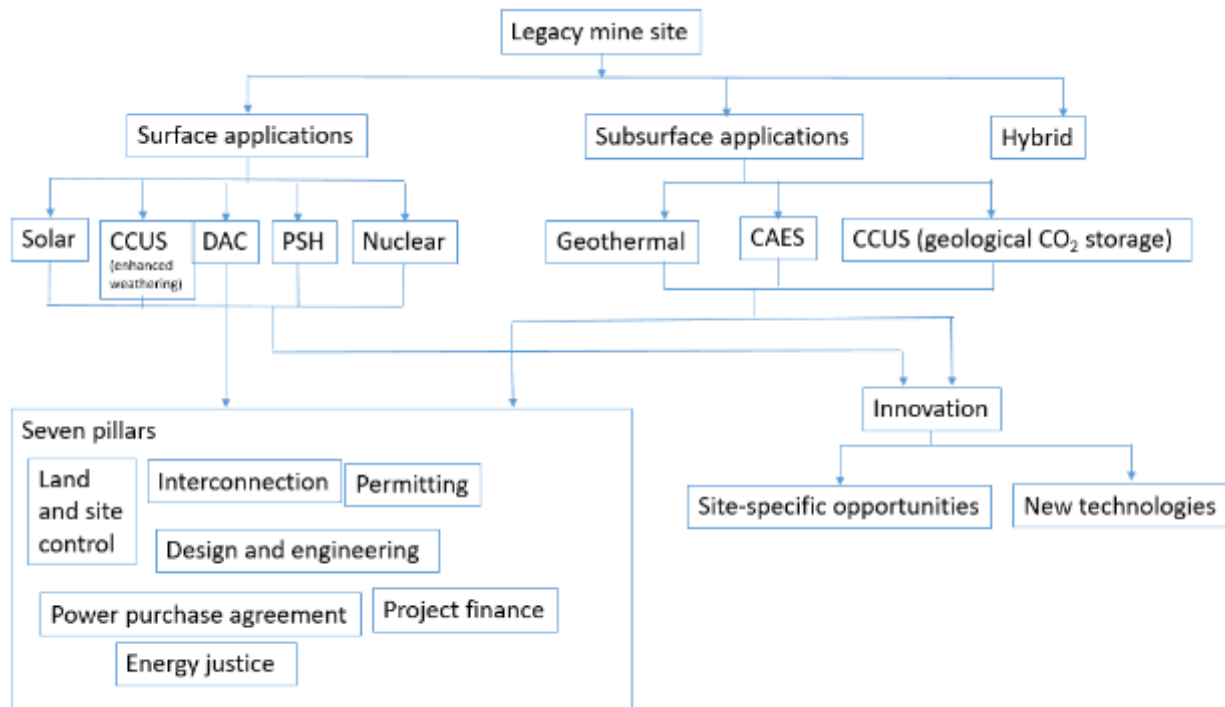 Legacy mine site
Surface applications
Subsurface applications
Hybrid
Solar
CCUS
(enhanced
weathering)
DAC
PSH
Nuclear
Geothermal
CAES
CCUS (geological CO₂ storage)
Innovation
Seven pillars
Land
and site
control
Interconnection
Permitting
Site-specific opportunities
New technologies
Design and engineering
Power purchase agreement
Project finance
Energy justice